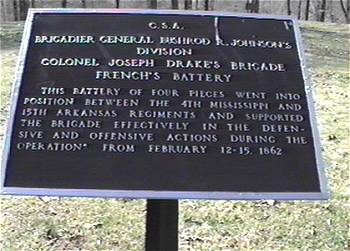 C.S.A.
BRIGADIER GENERAL BUSHROD R. JOHNSON'S
DIVISION
COLONEL JOSEPH DRAKE'S BRIGADE
FRENCH'S BATTERY
THIS BATTERY OF FOUR PIECES WENT INTO
POSITION BETWEEN THE 4TH MISSISSIPPI AND
15TH ARKANSAS REGIMENTS AND SUPPORTED
THE BRIGADE EFFECTIVELY IN THE DEFEN-
SIVE AND OFFENSIVE ACTIONS DURING THE
OPERATION" FROM FEBRUARY 12-15, 1862.